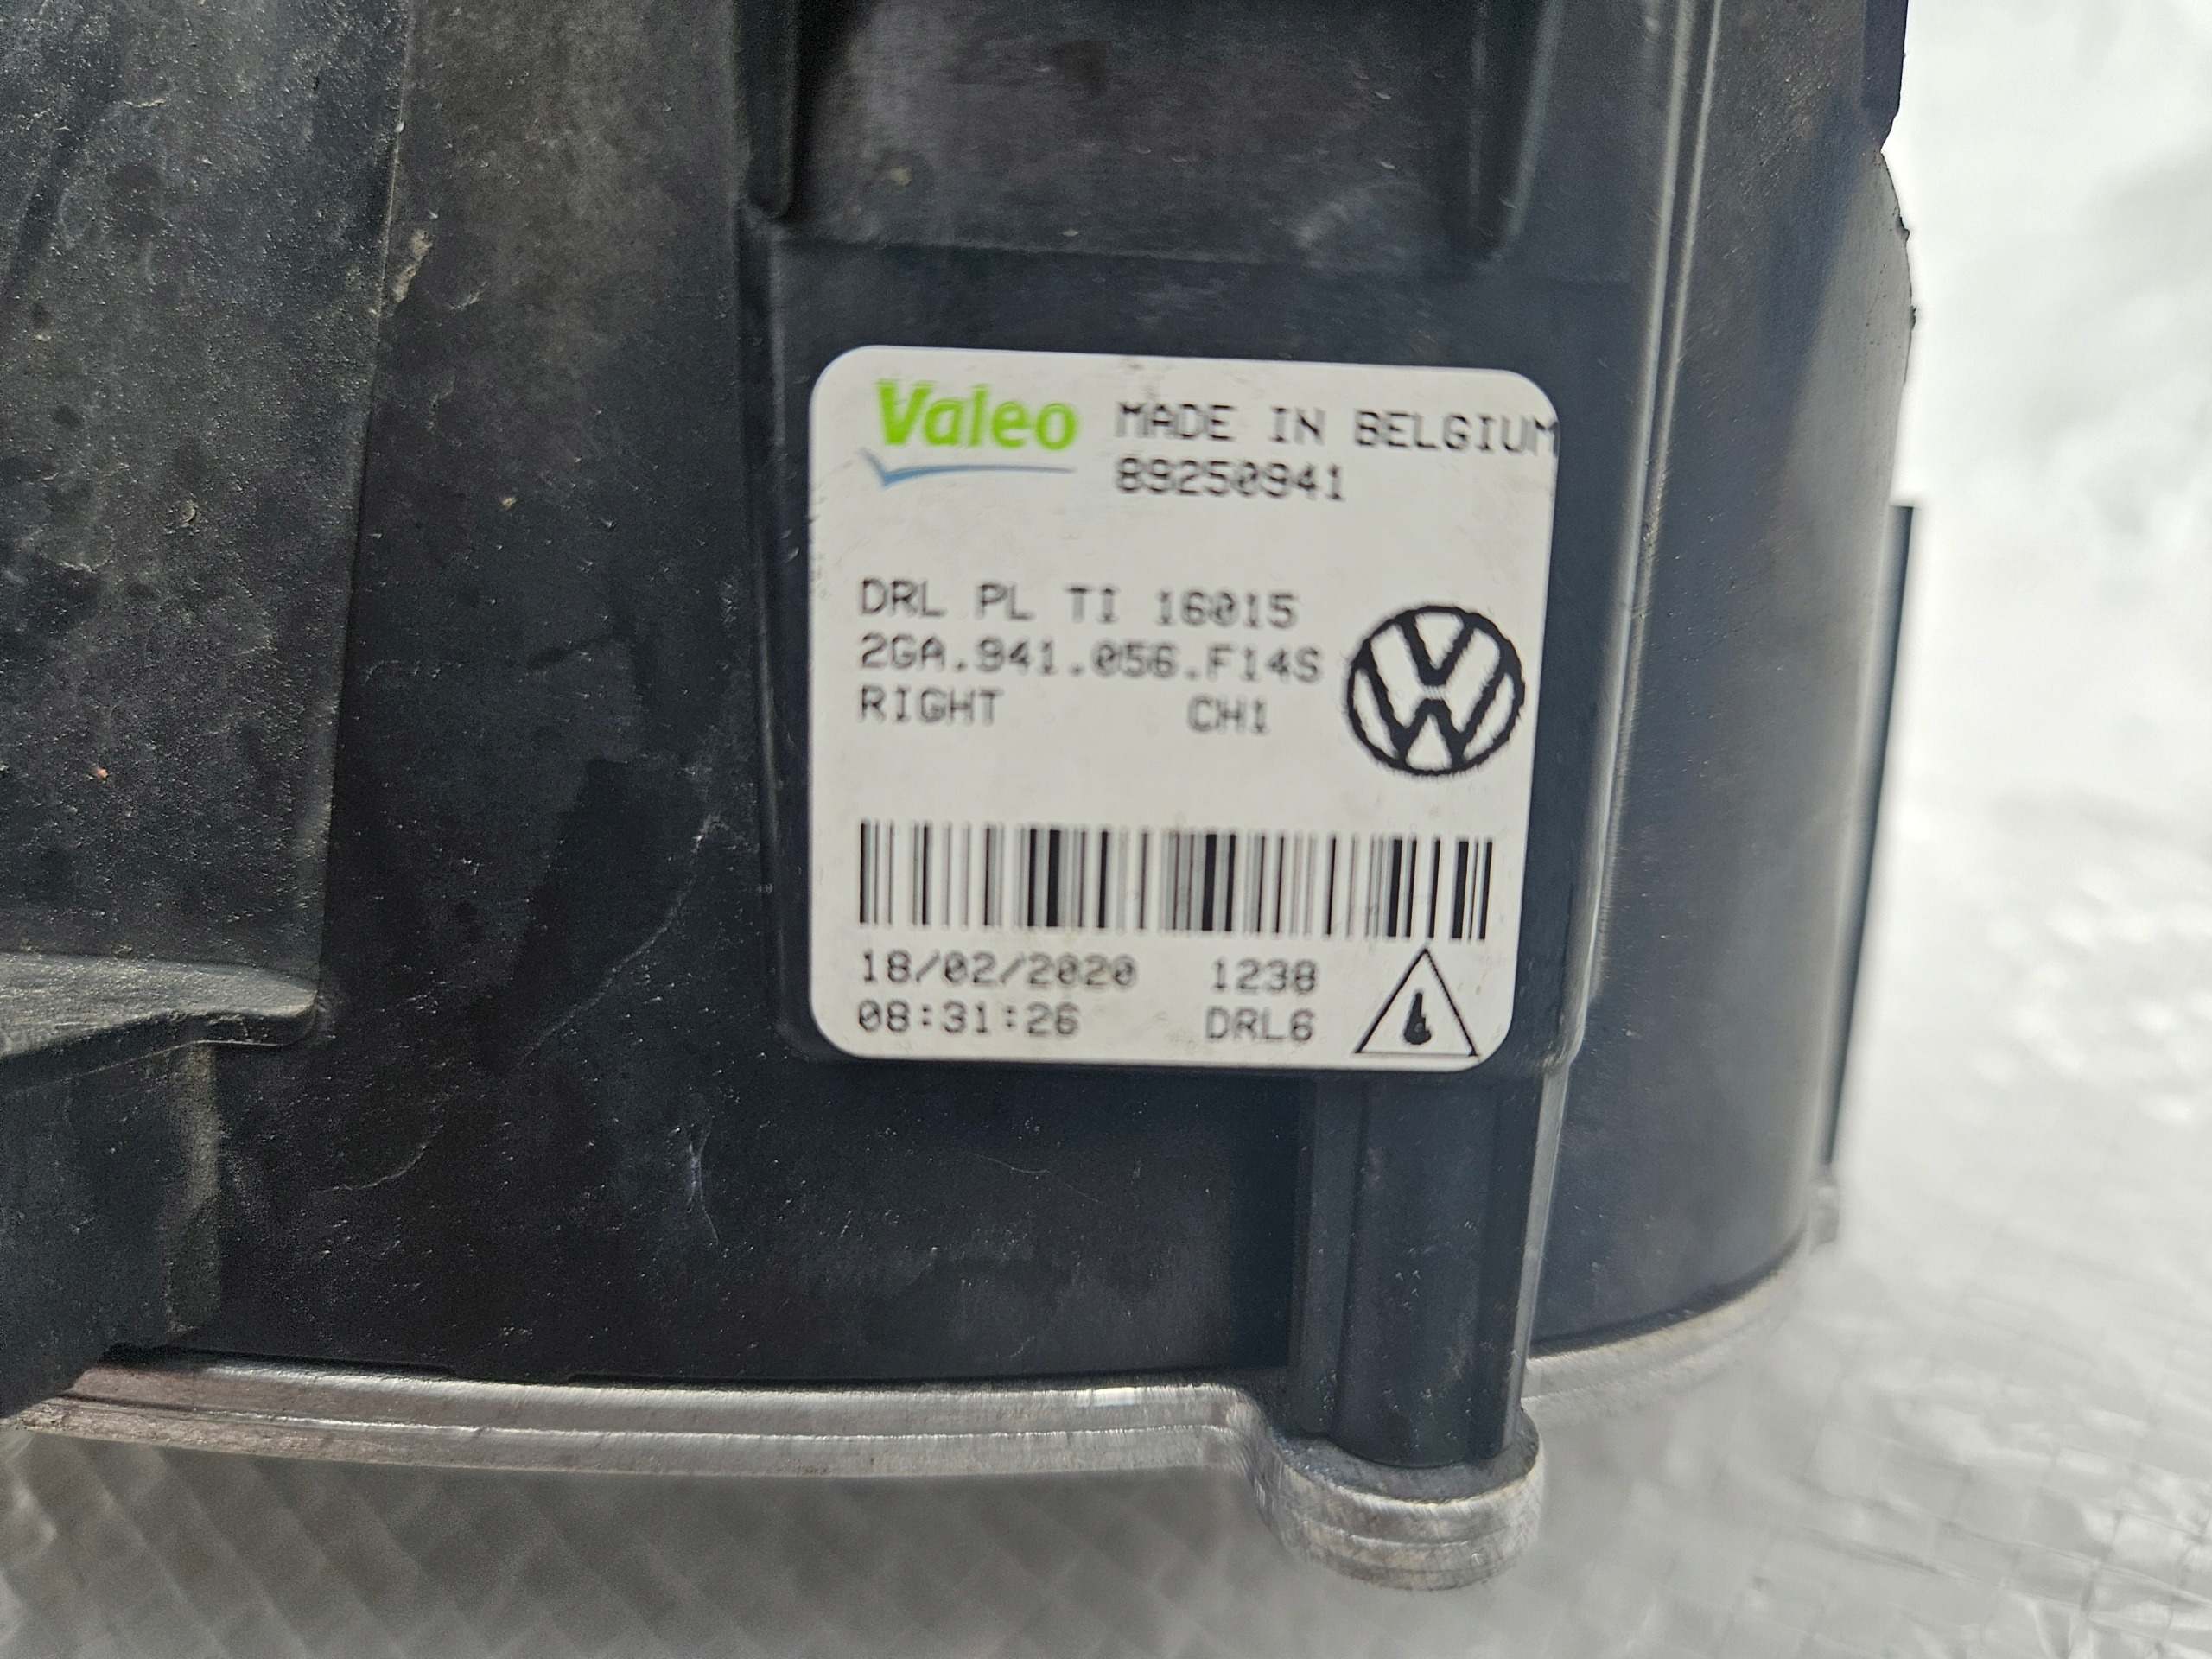 Valeo MADE IN BELGIUM
89250941
DRL PL TI 16015
2GA.941.056.F14S
RIGHT CH1
18/02/2020 1238
08:31:26 DRL6